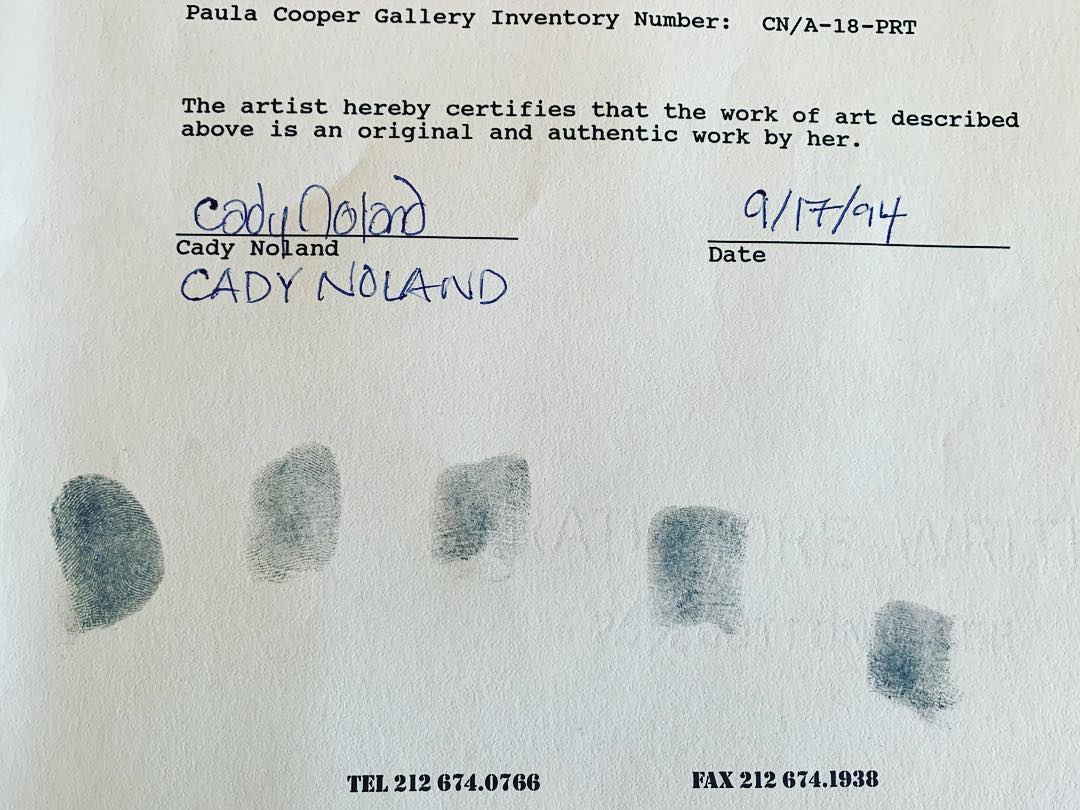 Paula Cooper Gallery Inventory Number: CN/A-18-PRT
The artist hereby certifies that the work of art described
above is an original and authentic work by her.
Cady Noland 9/17/94
Cady Noland Date
CADY NOLAND
TEL 212 674.0766 FAX 212 674.1938